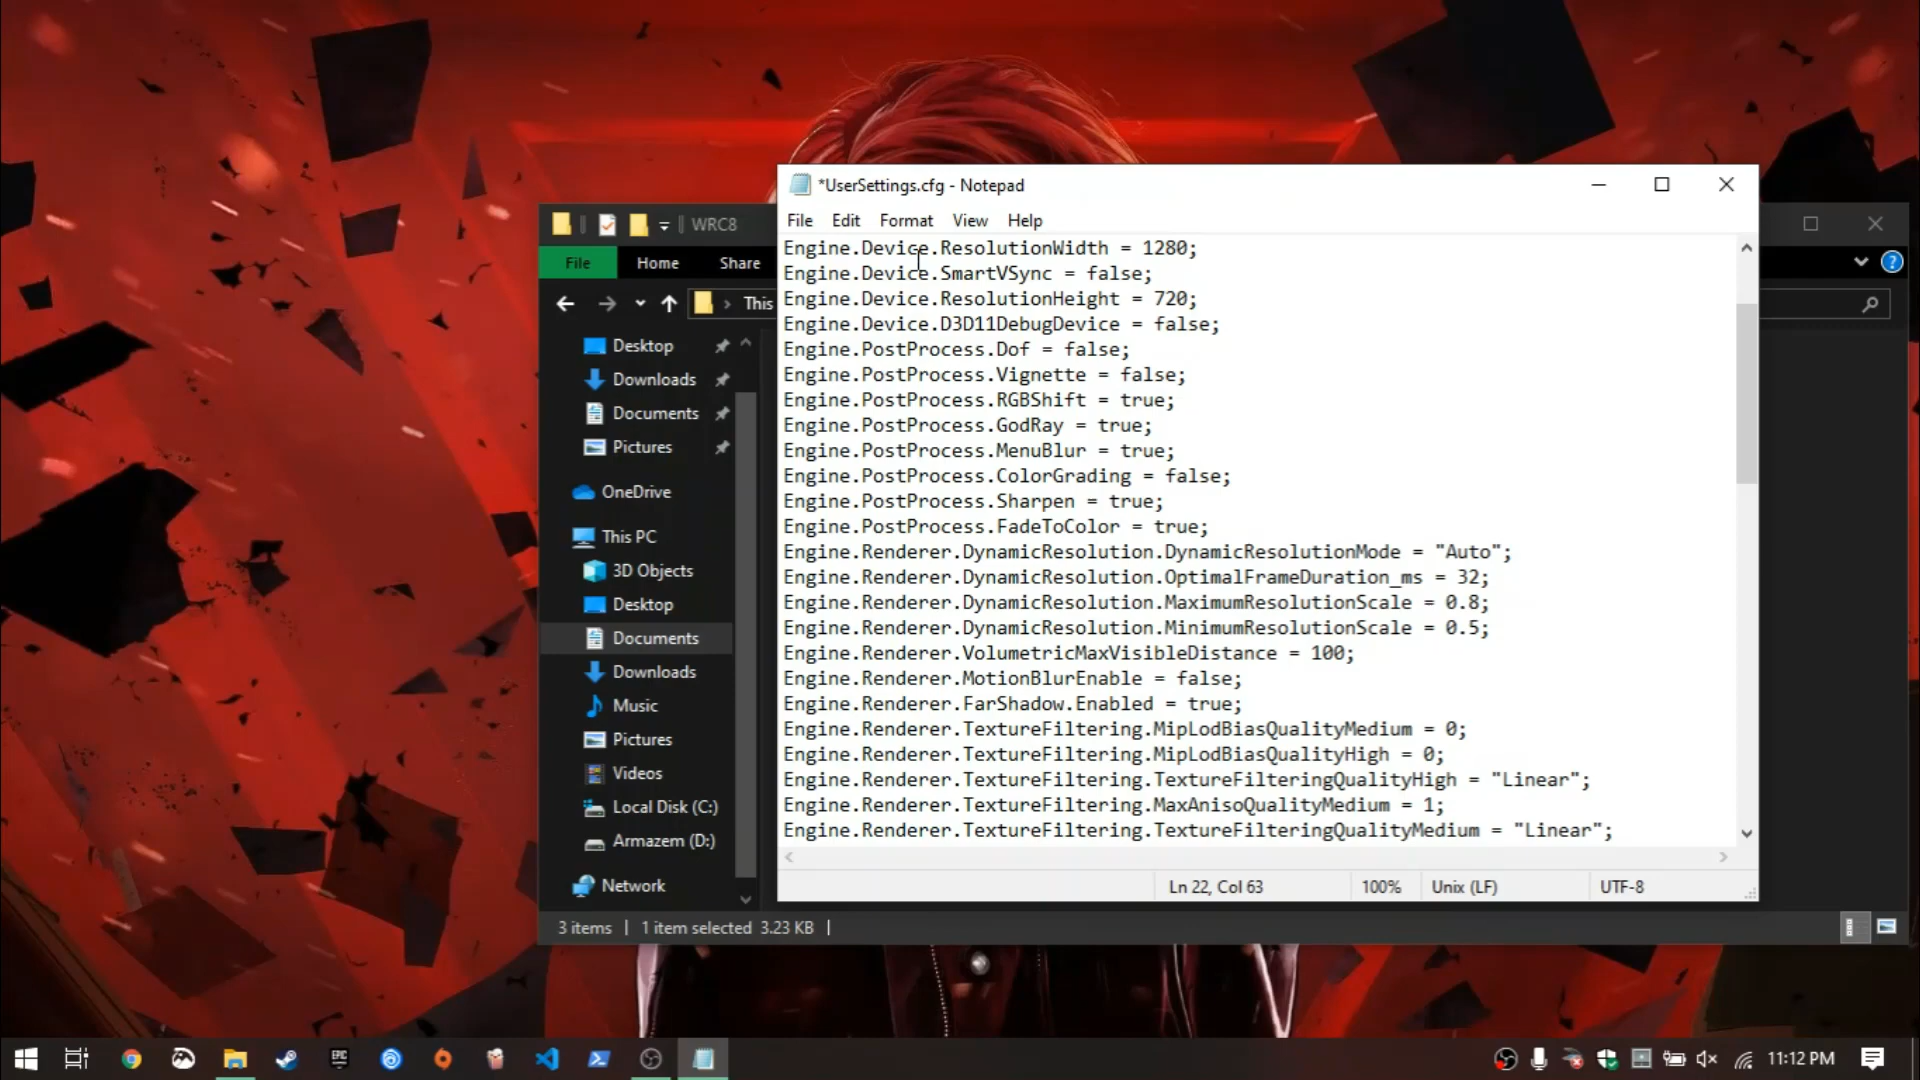 *UserSettings.cfg - Notepad
File Edit Format View Help
Engine.Device.ResolutionWidth = 1280;
Engine.Device.SmartVSync = false;
Engine.Device.ResolutionHeight = 720;
Engine.Device.D3D11DebugDevice = false;
Engine.PostProcess.Dof = false;
Engine.PostProcess.Vignette = false;
Engine.PostProcess.RGBShift = true;
Engine.PostProcess.GodRay = true;
Engine.PostProcess.MenuBlur = true;
Engine.PostProcess.ColorGrading = false;
Engine.PostProcess.Sharpen = true;
Engine.PostProcess.FadeToColor = true;
Engine.Renderer.DynamicResolution.DynamicResolutionMode = "Auto";
Engine.Renderer.DynamicResolution.OptimalFrameDuration_ms = 32;
Engine.Renderer.DynamicResolution.MaximumResolutionScale = 0.8;
Engine.Renderer.DynamicResolution.MinimumResolutionScale = 0.5;
Engine.Renderer.VolumetricMaxVisibleDistance = 100;
Engine.Renderer.MotionBlurEnable = false;
Engine.Renderer.FarShadow.Enabled = true;
Engine.Renderer.TextureFiltering.MipLodBiasQualityMedium = 0;
Engine.Renderer.TextureFiltering.MipLodBiasQualityHigh = 0;
Engine.Renderer.TextureFiltering.TextureFilteringQualityHigh = "Linear";
Engine.Renderer.TextureFiltering.MaxAnisoQualityMedium = 1;
Engine.Renderer.TextureFiltering.TextureFilteringQualityMedium = "Linear";
Ln 22, Col 63 100% Unix (LF) UTF-8
WRC8
File Home Share
This
Desktop
Downloads
Documents
Pictures
OneDrive
This PC
3D Objects
Desktop
Documents
Downloads
Music
Pictures
Videos
Local Disk (C:)
Armazem (D:)
Network
3 items | 1 item selected 3.23 KB |
EPIC
11:12 PM